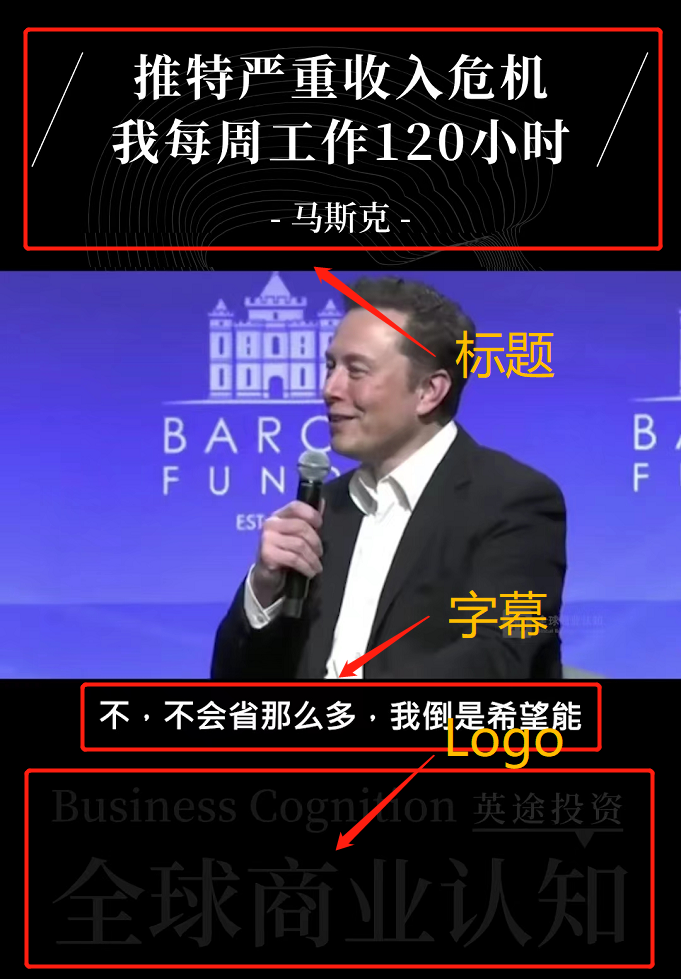 推特严重收入危机
我每周工作120小时
- 马斯克 -
标题
BARC
FUN
EST
B
F
字幕
不，不会省那么多，我倒是希望能
Logo
Business Cognition 英途投资
全球商业认知